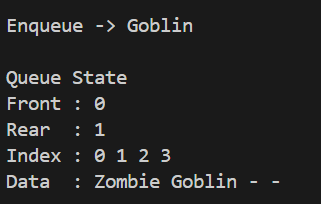 Enqueue -> Goblin
Queue State
Front : 0
Rear  : 1
Index : 0 1 2 3
Data  : Zombie Goblin - -